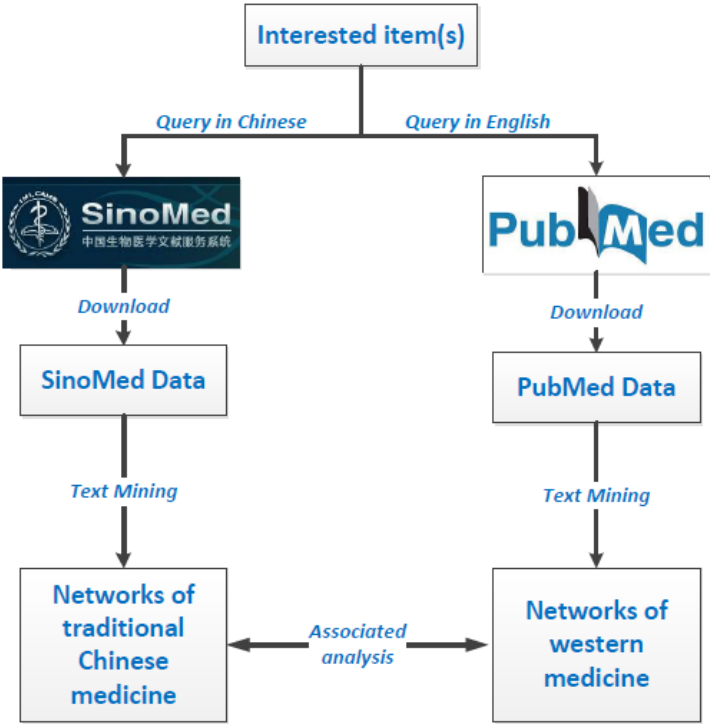 Interested item(s)
Query in Chinese
Query in English
SinoMed
中国生物医学文献服务系统
PubMed
Download
Download
SinoMed Data
PubMed Data
Text Mining
Text Mining
Networks of
traditional
Chinese
medicine
Associated
analysis
Networks of
western
medicine